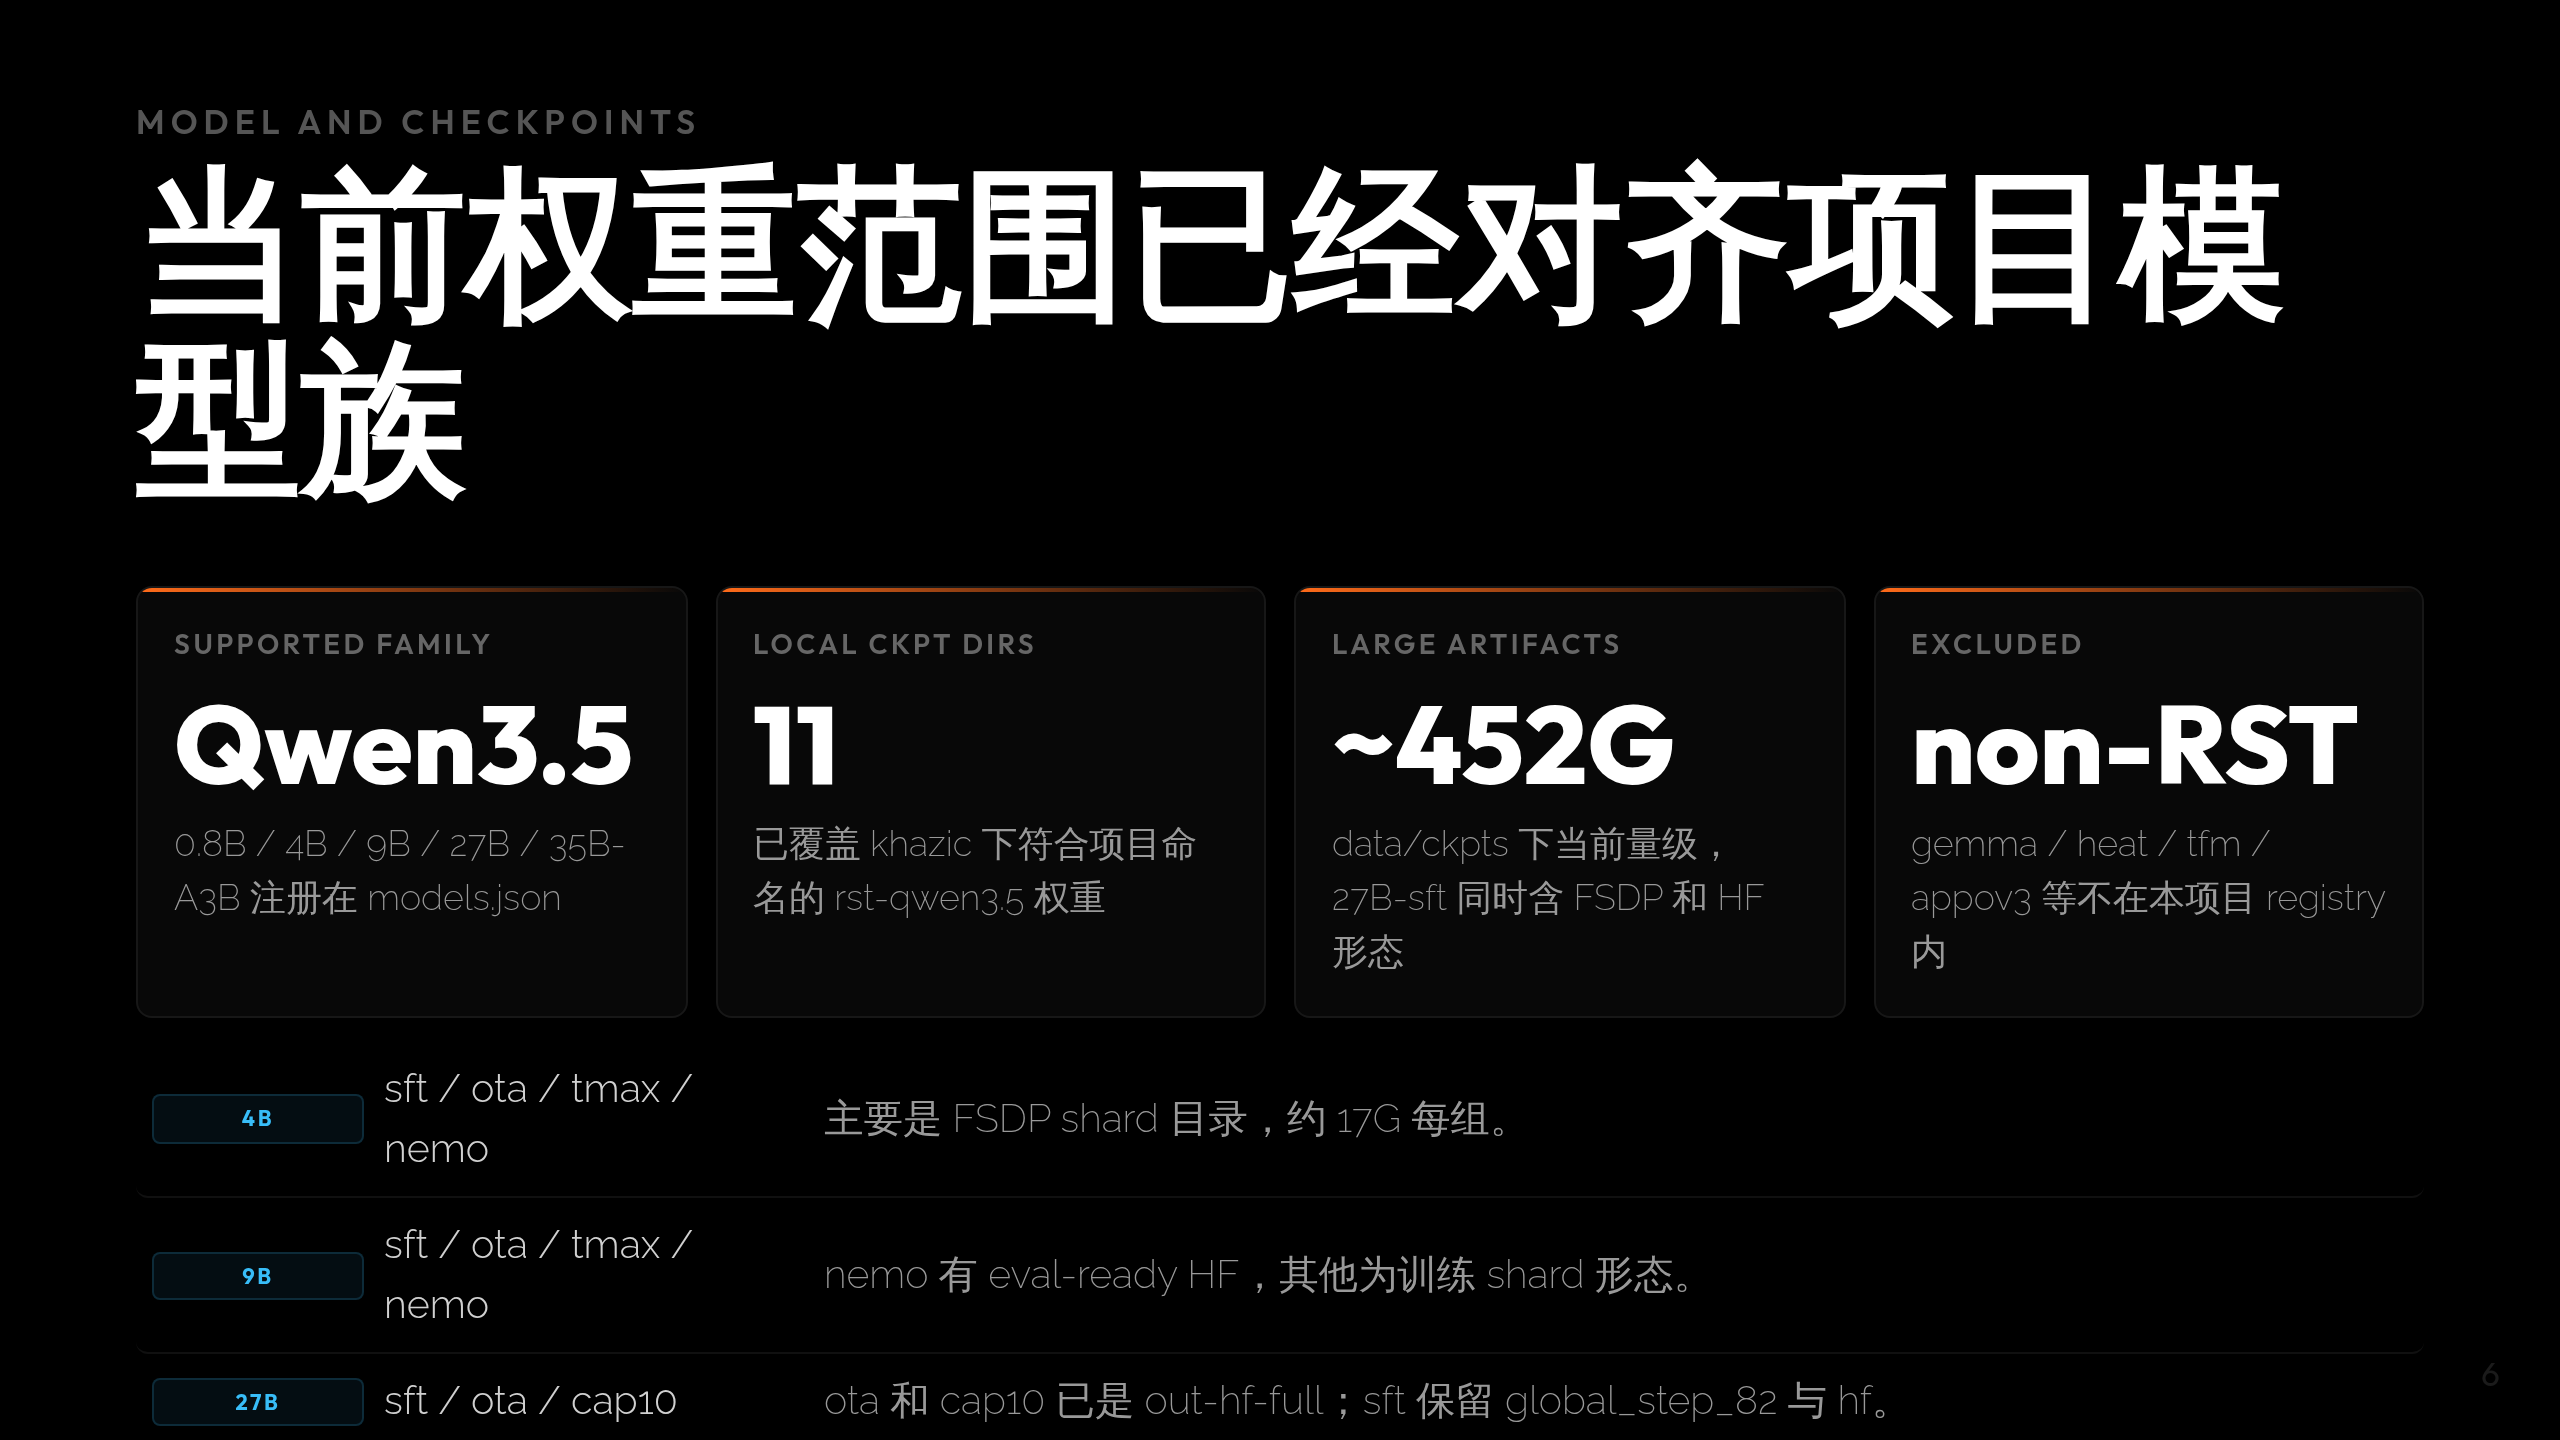 MODEL AND CHECKPOINTS
当前权重范围已经对齐项目模
型族
SUPPORTED FAMILY
Qwen3.5
0.8B / 4B / 9B / 27B / 35B-
A3B 注册在 models.json
LOCAL CKPT DIRS
11
已覆盖 khazic 下符合项目命
名的 rst-qwen3.5 权重
LARGE ARTIFACTS
~452G
data/ckpts 下当前量级，
27B-sft 同时含 FSDP 和 HF
形态
EXCLUDED
non-RST
gemma / heat / tfm /
appov3 等不在本项目 registry
内
4B
sft / ota / tmax /
nemo
主要是 FSDP shard 目录，约 17G 每组。
9B
sft / ota / tmax /
nemo
nemo 有 eval-ready HF，其他为训练 shard 形态。
27B
sft / ota / cap10
ota 和 cap10 已是 out-hf-full；sft 保留 global_step_82 与 hf。
6